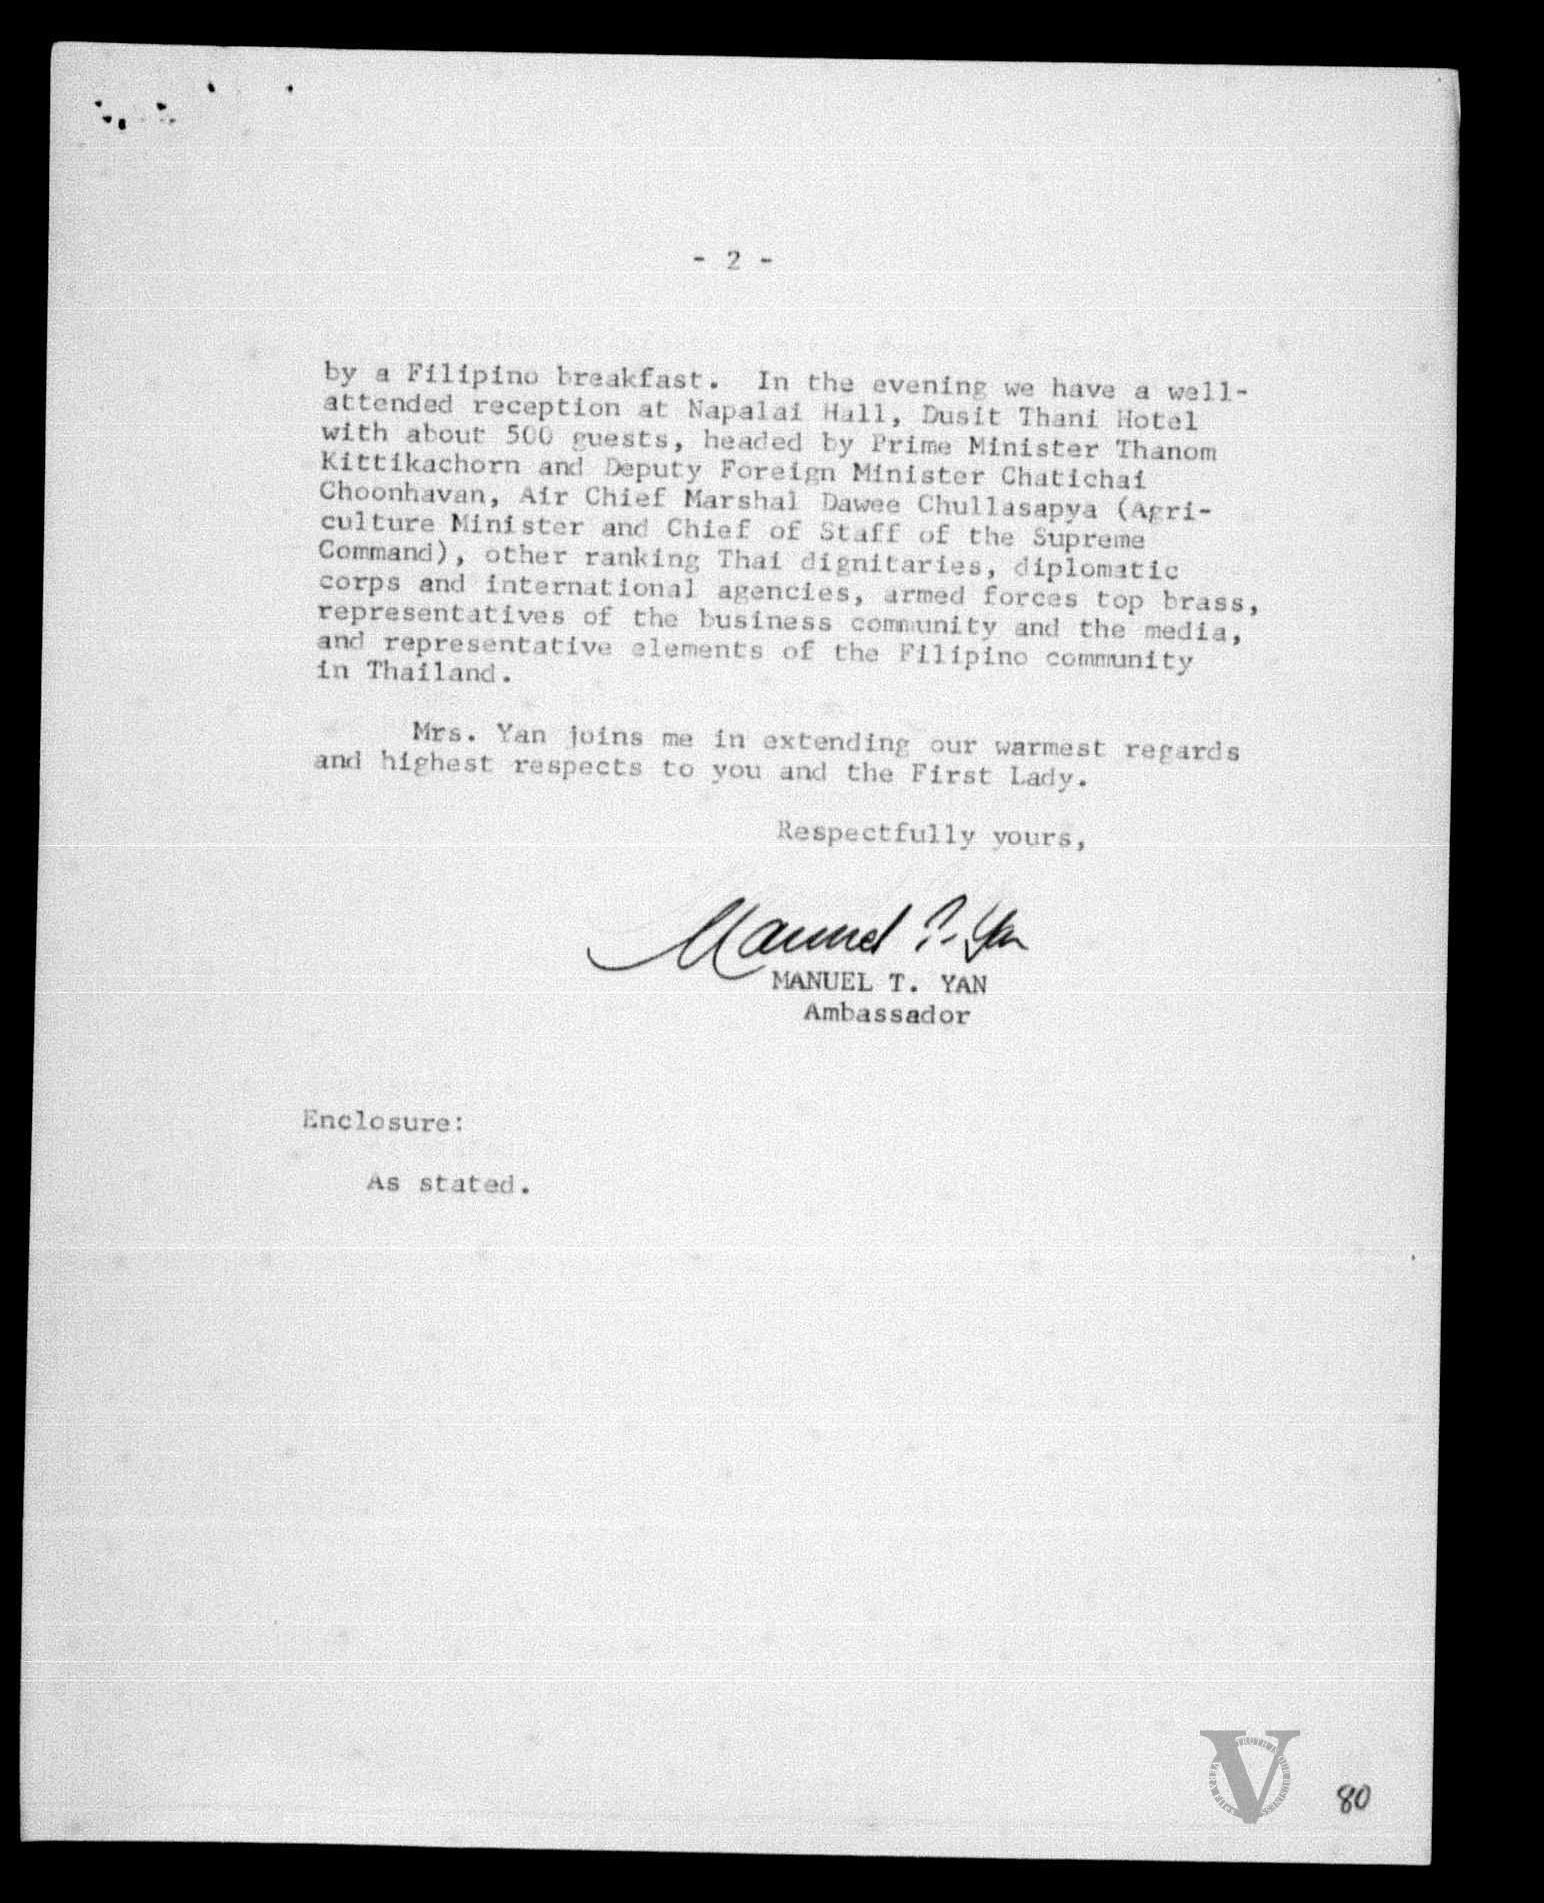 - 2 -
by a Filipino breakfast. In the evening we have a well-
attended reception at Napalai Hall, Dusit Thani Hotel
with about 500 guests, headed by Prime Minister Thanom
Kittikachorn and Deputy Foreign Minister Chatichai
Choonhavan, Air Chief Marshal Dawee Chullasapya (Agri-
culture Minister and Chief of Staff of the Supreme
Command), other ranking Thai dignitaries, diplomatic
corps and international agencies, armed forces top brass,
representatives of the business community and the media,
and representative elements of the Filipino community
in Thailand.
Mrs. Yan joins me in extending our warmest regards
and highest respects to you and the First Lady.
Respectfully yours,
Manuel T. Yan
MANUEL T. YAN
Ambassador
Enclosure:
As stated.
V
80